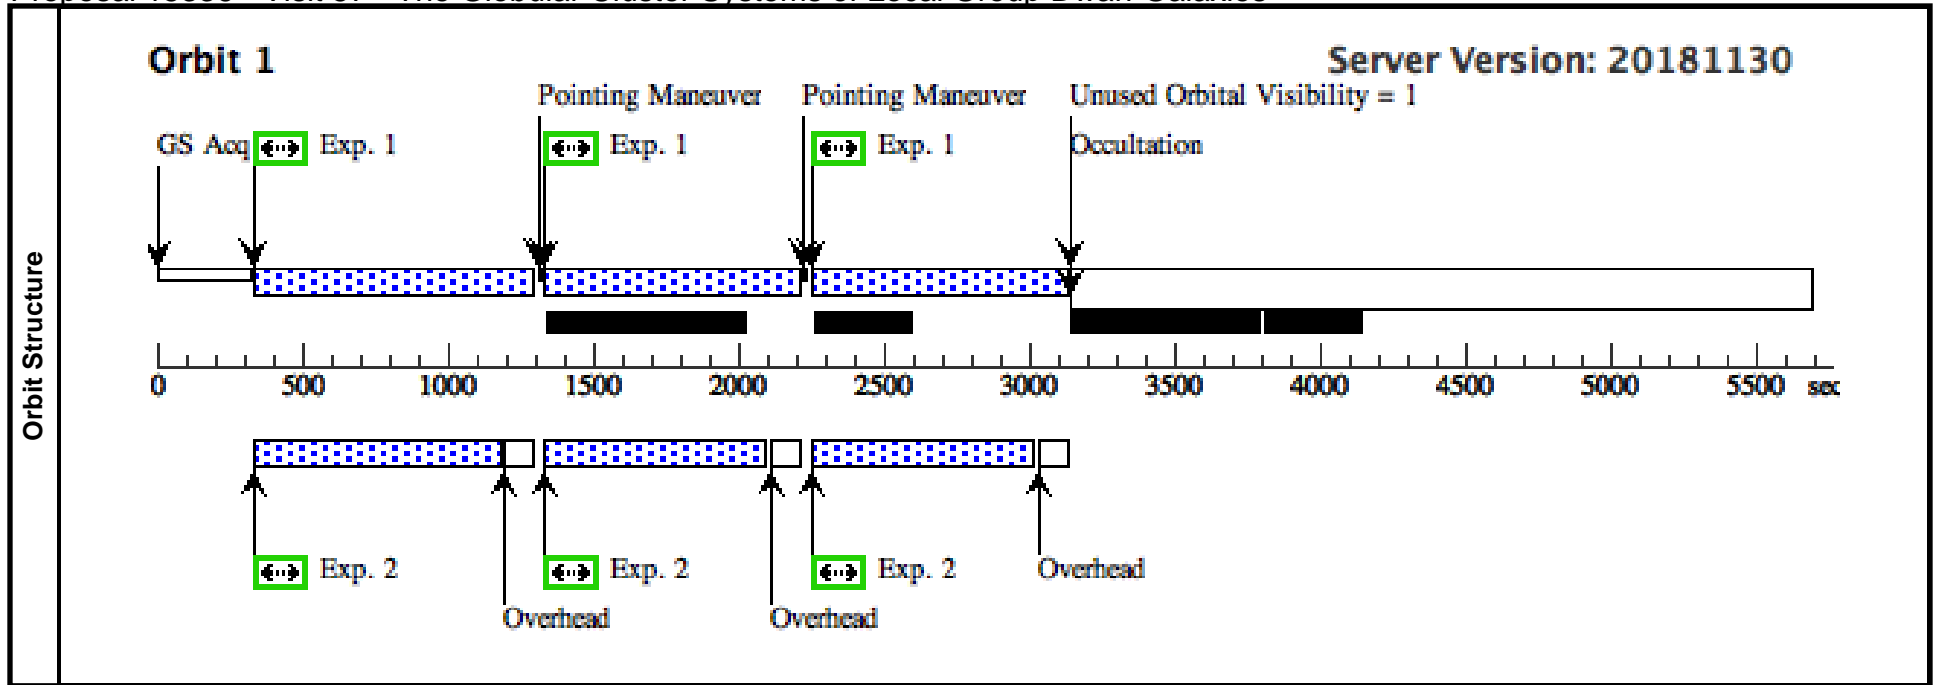 Orbit 1
Server Version: 20181130
Pointing Maneuver
Pointing Maneuver
Unused Orbital Visibility = 1
GS Acq
Exp. 1
Exp. 1
Exp. 1
Occultation
Orbit Structure
0 500 1000 1500 2000 2500 3000 3500 4000 4500 5000 5500 sec
Exp. 2
Exp. 2
Exp. 2
Overhead
Overhead
Overhead